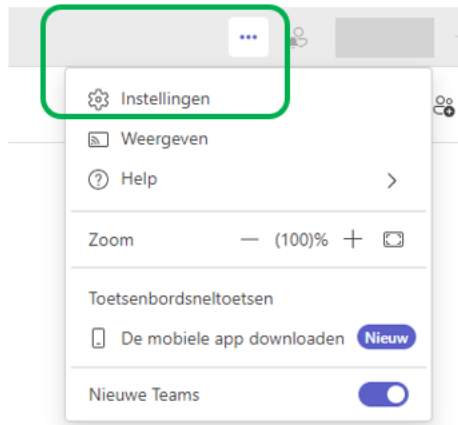 Instellingen
Weergeven
Help
Zoom — (100)% +
Toetsenbordsneltoetsen
De mobiele app downloaden Nieuw
Nieuwe Teams